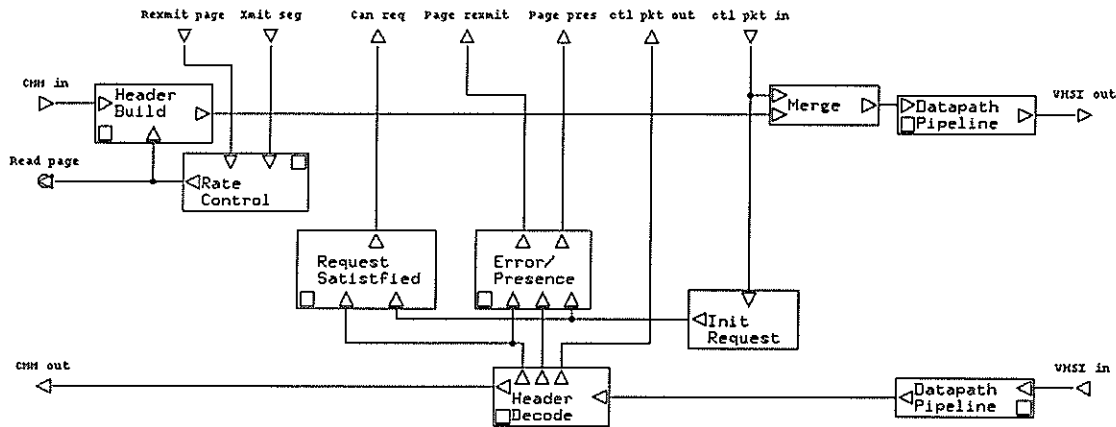 Rexmit page Xmit seg Can req Page rexmit Page pres ctl pkt out ctl pkt in
CMM in
Header
Build
Merge
Datapath
Pipeline
VHSI out
Read page
Rate
Control
Request
Satistfied
Error/
Presence
Init
Request
CMM out
Header
Decode
Datapath
Pipeline
VHSI in